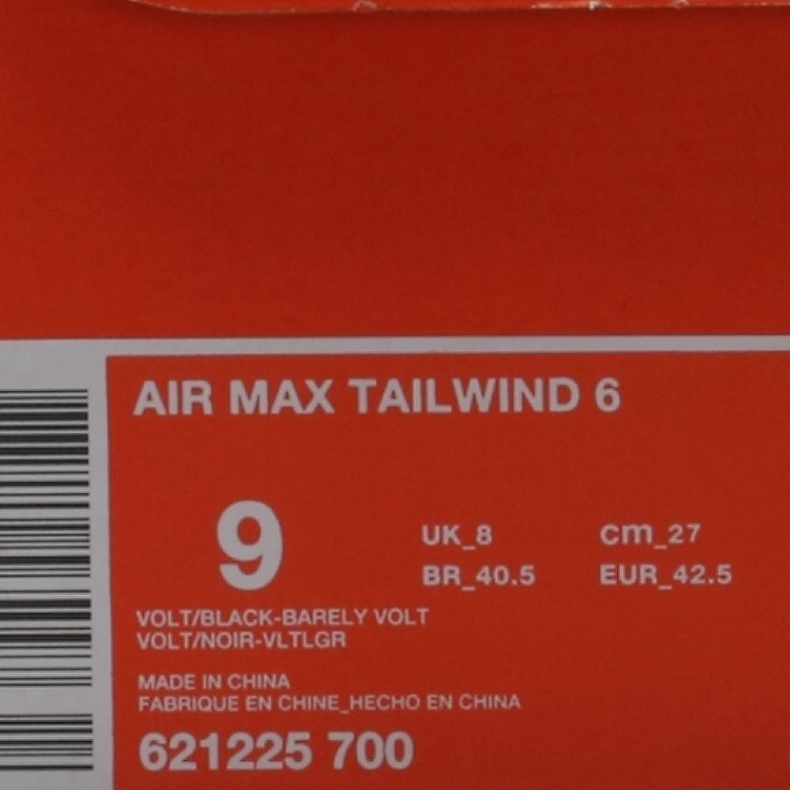 AIR MAX TAILWIND 6
9
UK_8 cm_27
BR_40.5 EUR_42.5
VOLT/BLACK-BARELY VOLT
VOLT/NOIR-VLTLGR
MADE IN CHINA
FABRIQUE EN CHINE_HECHO EN CHINA
621225 700